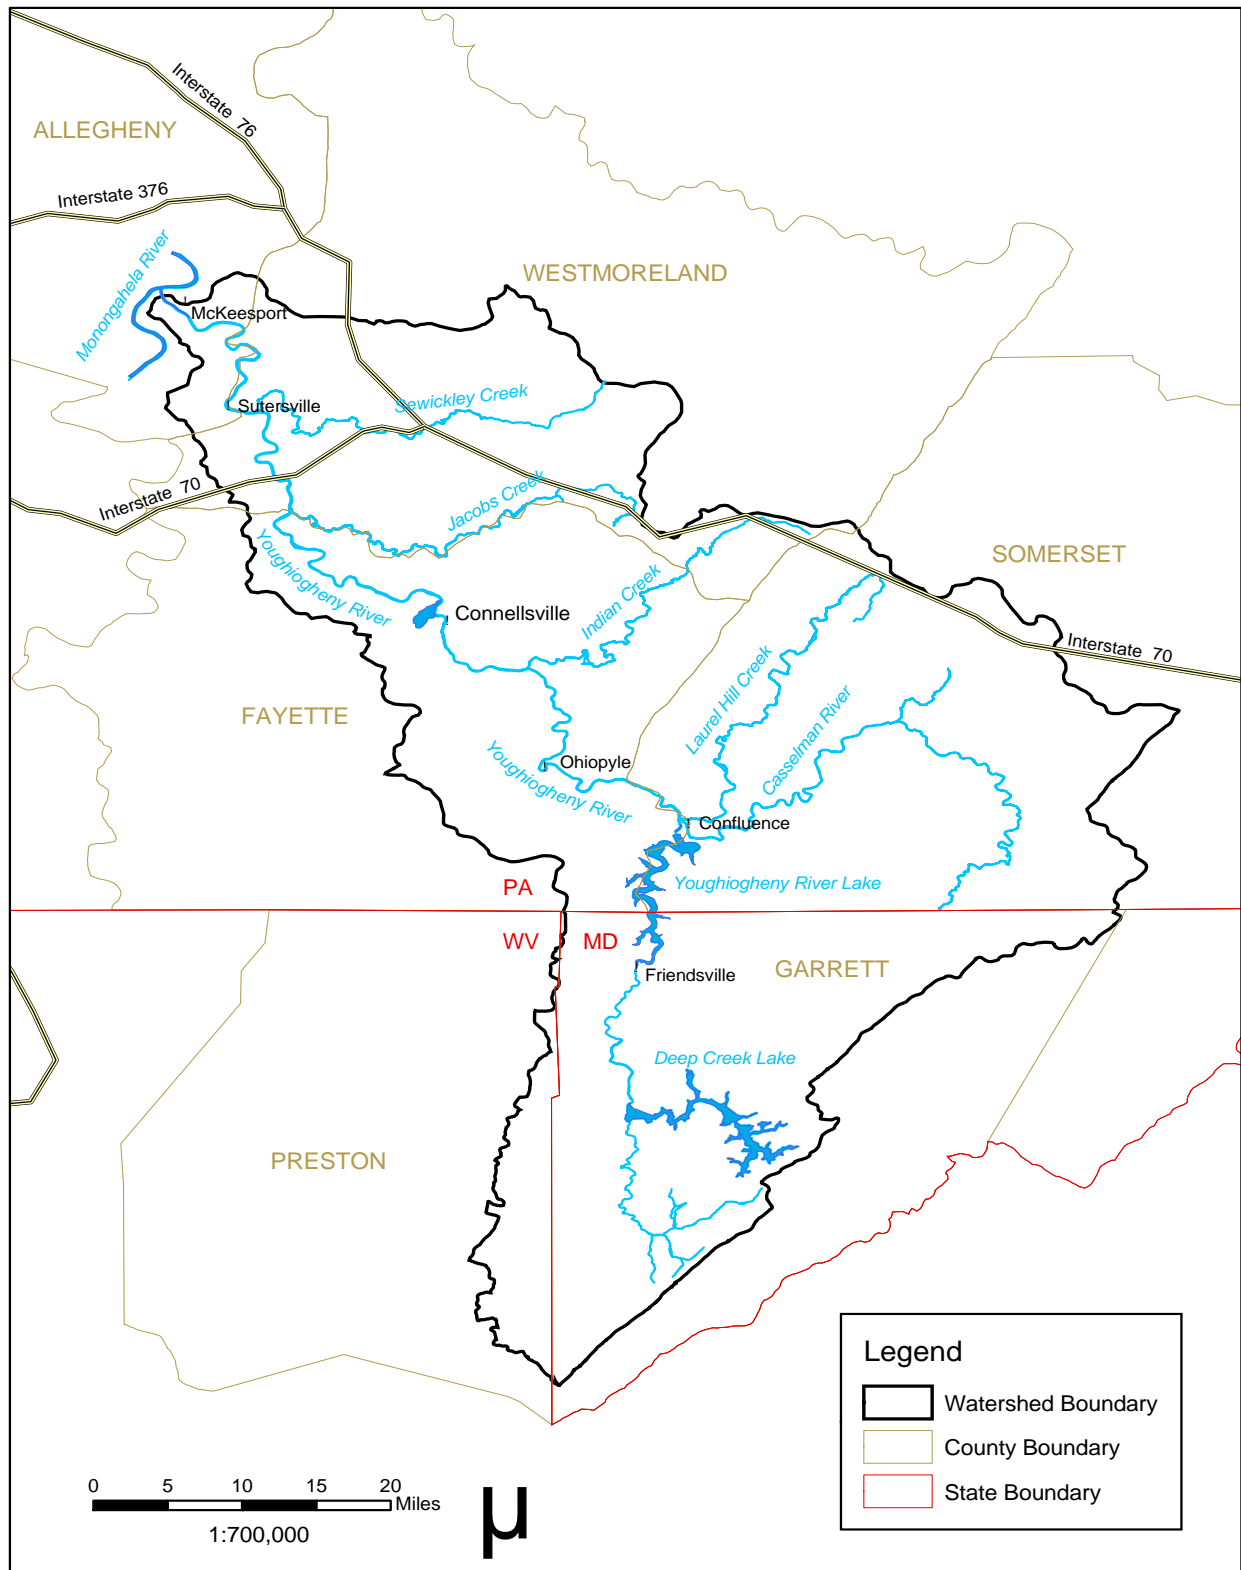 Interstate 76
ALLEGHENY
Interstate 376
Monongahela River
WESTMORELAND
McKeesport
Sewickley Creek
Sutersville
Interstate 70
Jacobs Creek
Youghiogheny River
SOMERSET
Connellsville
Indian Creek
Interstate 70
Laurel Hill Creek
Casselman River
FAYETTE
Ohiopyle
Youghiogheny River
Confluence
Youghiogheny River Lake
PA
WV
MD
Friendsville
GARRETT
Deep Creek Lake
PRESTON
Legend
Watershed Boundary
County Boundary
State Boundary
0 5 10 15 20
Miles
1:700,000
µ